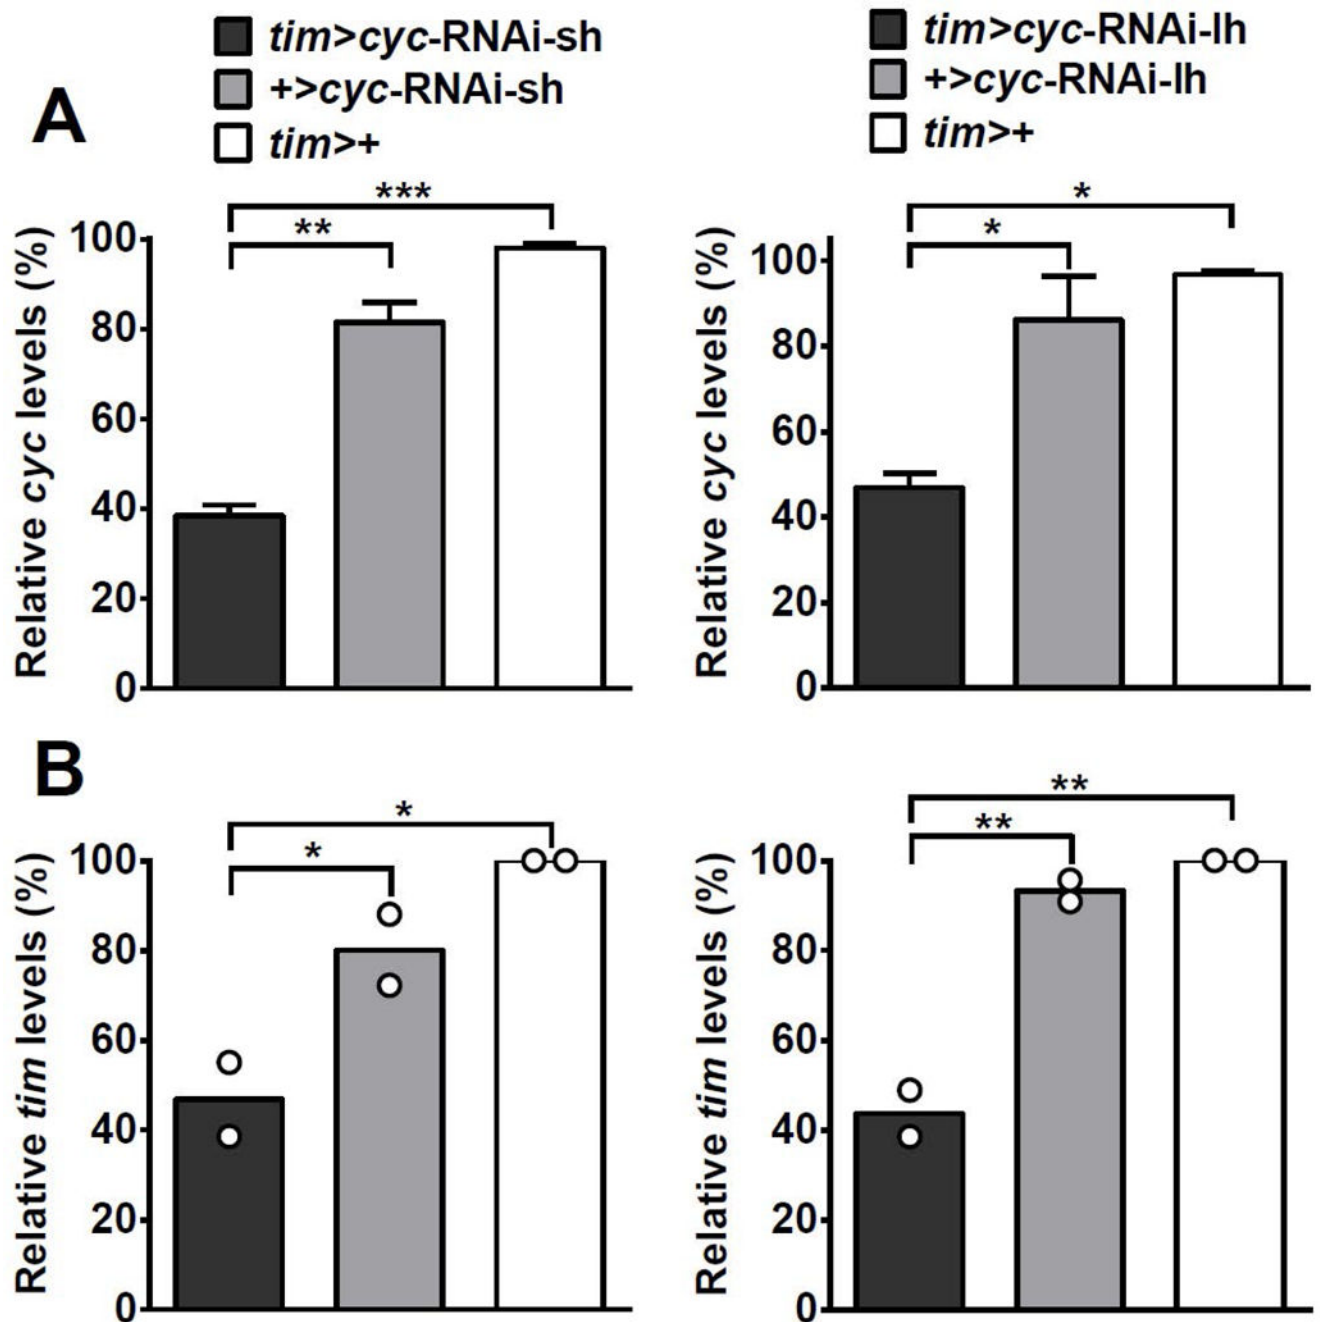 A
tim>cyc-RNAi-sh
+>cyc-RNAi-sh
tim>+
***
**
Relative cyc levels (%)
100
80
60
40
20
0
tim>cyc-RNAi-lh
+>cyc-RNAi-lh
tim>+
*
*
Relative cyc levels (%)
100
80
60
40
20
0
B
*
*
Relative tim levels (%)
100
80
60
40
20
0
**
**
Relative tim levels (%)
100
80
60
40
20
0